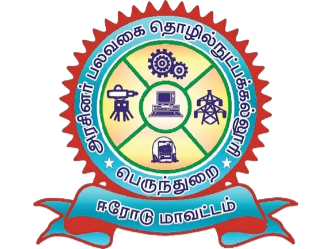 அரசினர் பலவகை தொழில்நுட்பக்கல்லூரி
பெருந்துறை
ஈரோடு மாவட்டம்